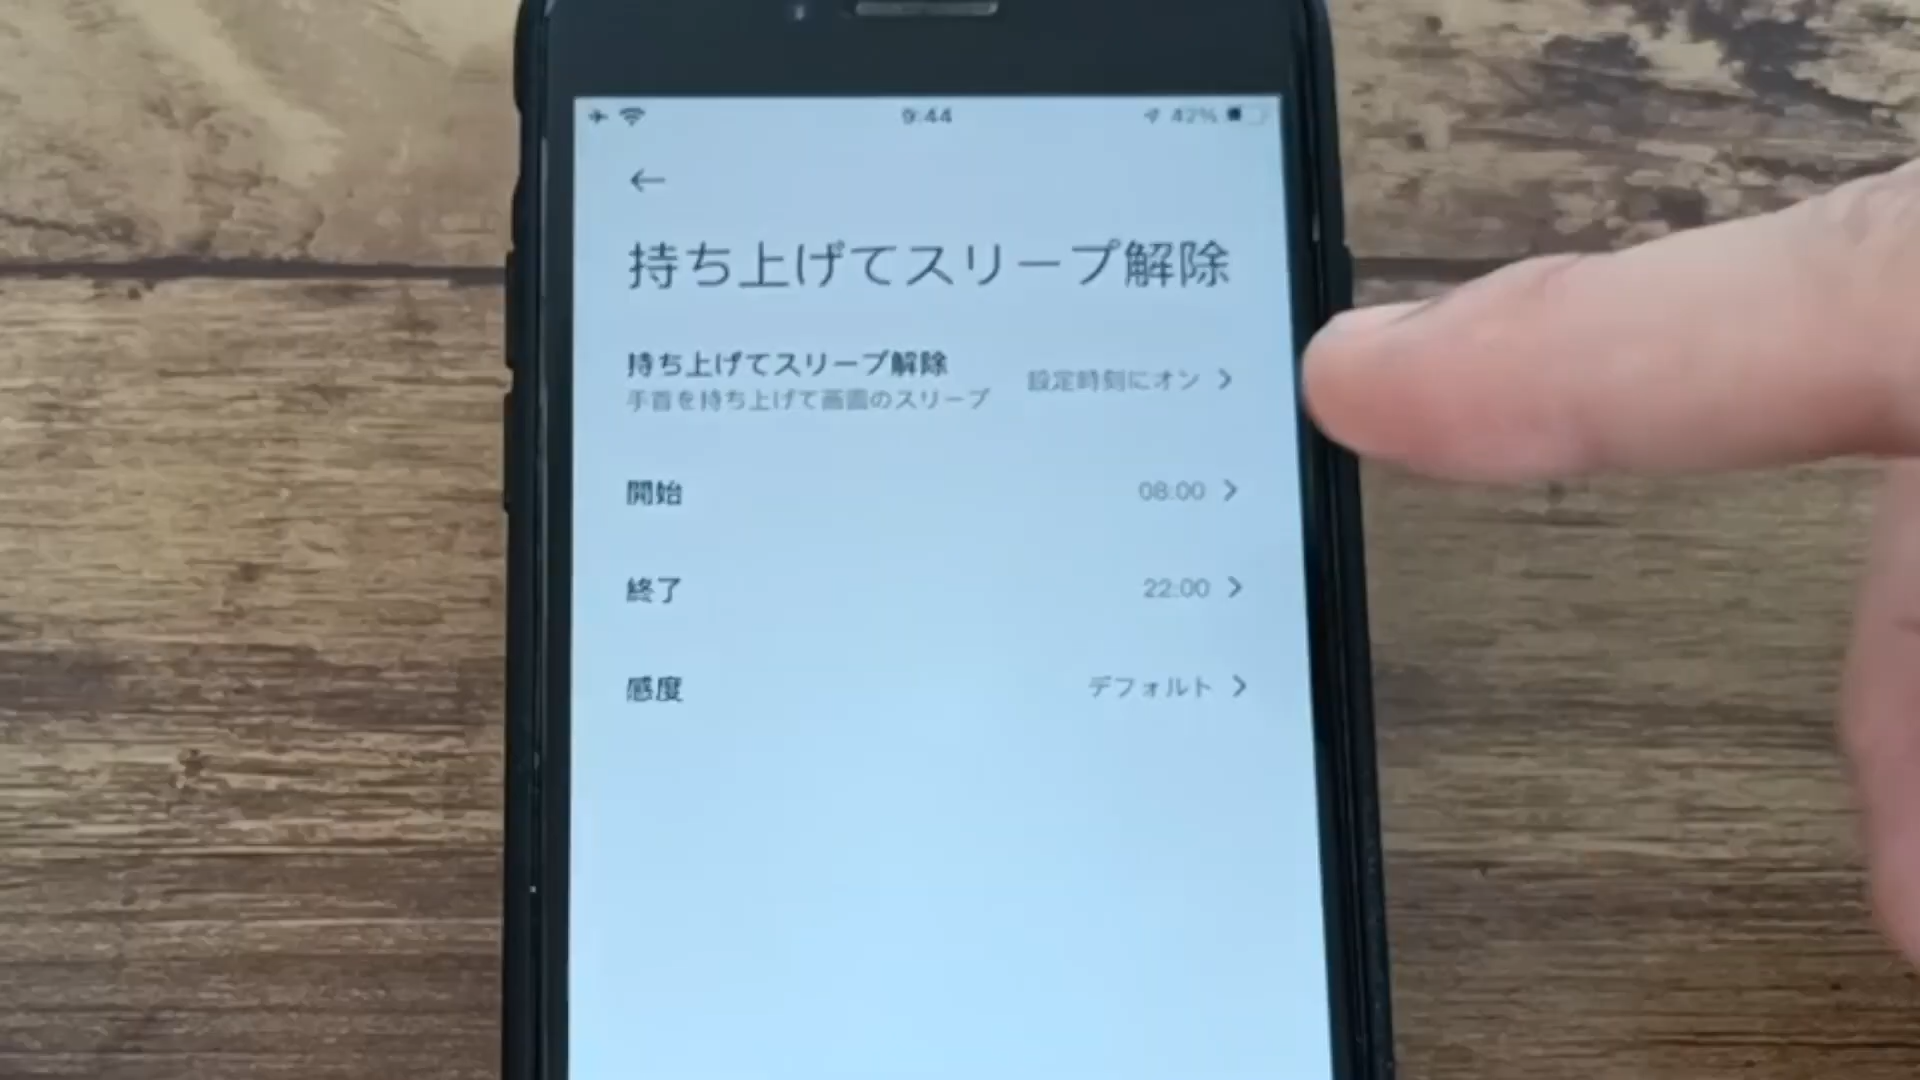 9:44
42%
持ち上げてスリープ解除
持ち上げてスリープ解除
設定時刻にオン
手首を持ち上げて画面のスリープ
開始
08:00
終了
22:00
感度
デフォルト